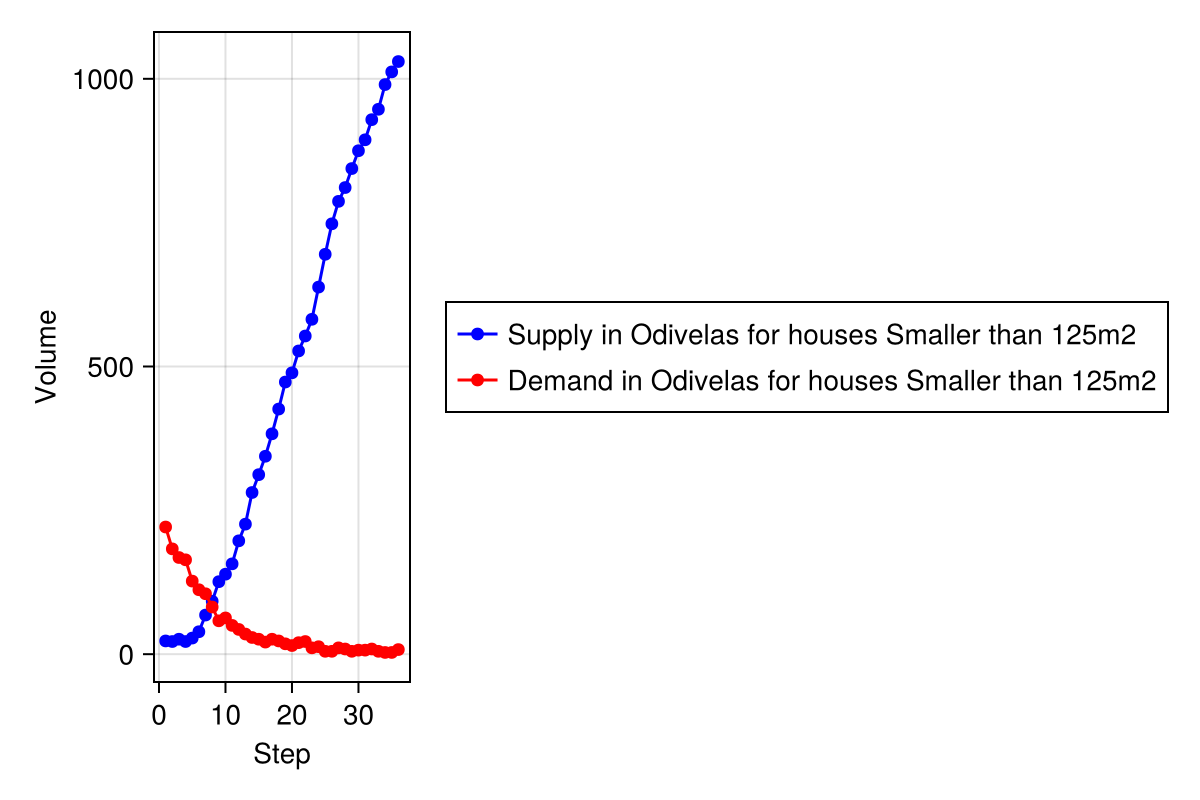 1000
500
0
Volume
0 10 20 30
Step
Supply in Odivelas for houses Smaller than 125m2
Demand in Odivelas for houses Smaller than 125m2